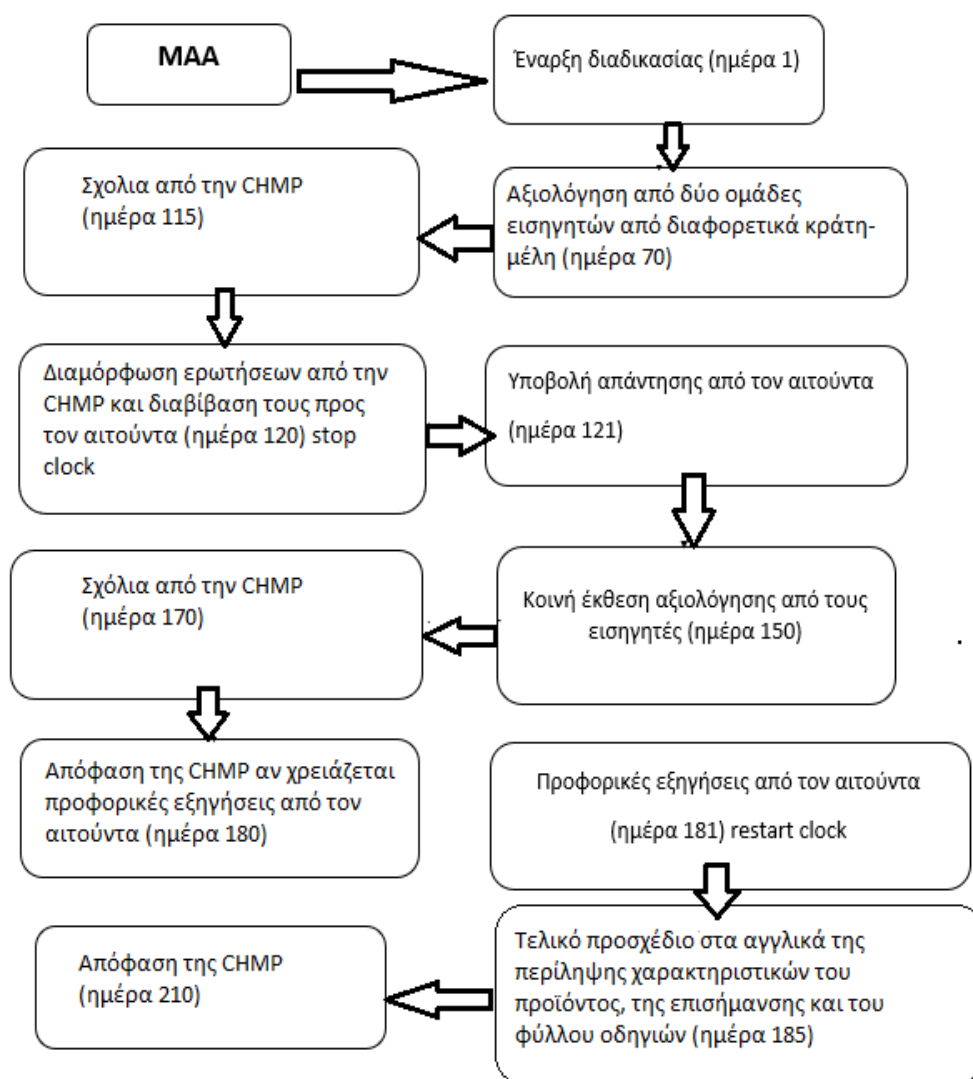 MAA
Έναρξη διαδικασίας (ημέρα 1)
Αξιολόγηση από δύο ομάδες
εισηγητών από διαφορετικά κράτη-
μέλη (ημέρα 70)
Σχολια από την CHMP
(ημέρα 115)
Διαμόρφωση ερωτήσεων από την
CHMP και διαβίβαση τους προς
τον αιτούντα (ημέρα 120) stop
clock
Υποβολή απάντησης από τον αιτούντα
(ημέρα 121)
Κοινή έκθεση αξιολόγησης από τους
εισηγητές (ημέρα 150)
Σχόλια από την CHMP
(ημέρα 170)
Απόφαση της CHMP αν χρειάζεται
προφορικές εξηγήσεις από τον
αιτούντα (ημέρα 180)
Προφορικές εξηγήσεις από τον αιτούντα
(ημέρα 181) restart clock
Τελικό προσχέδιο στα αγγλικά της
περίληψης χαρακτηριστικών του
προϊόντος, της επισήμανσης και του
φύλλου οδηγιών (ημέρα 185)
Απόφαση της CHMP
(ημέρα 210)